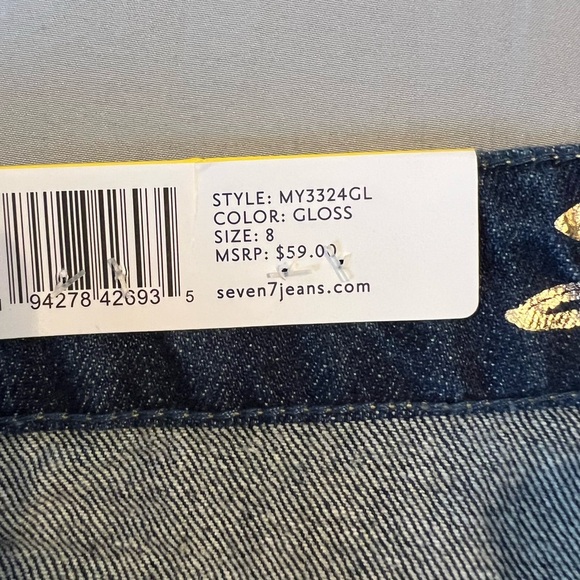 STYLE: MY3324GL
COLOR: GLOSS
SIZE: 8
MSRP: $59.00
94278 42693 5
seven7jeans.com